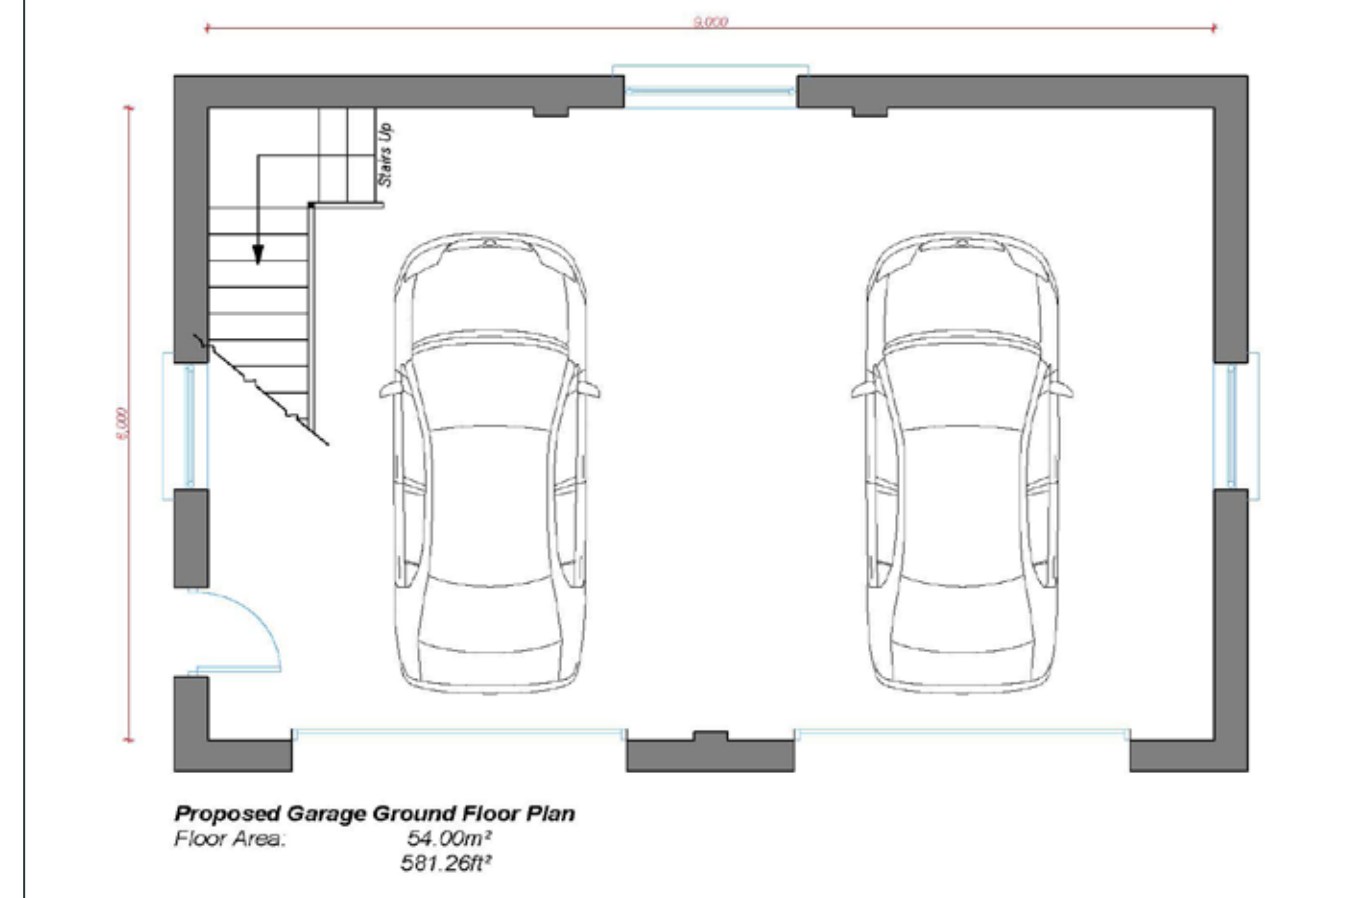 9,000
Stairs Up
6,000
Proposed Garage Ground Floor Plan
Floor Area: 54.00m²
581.26ft²